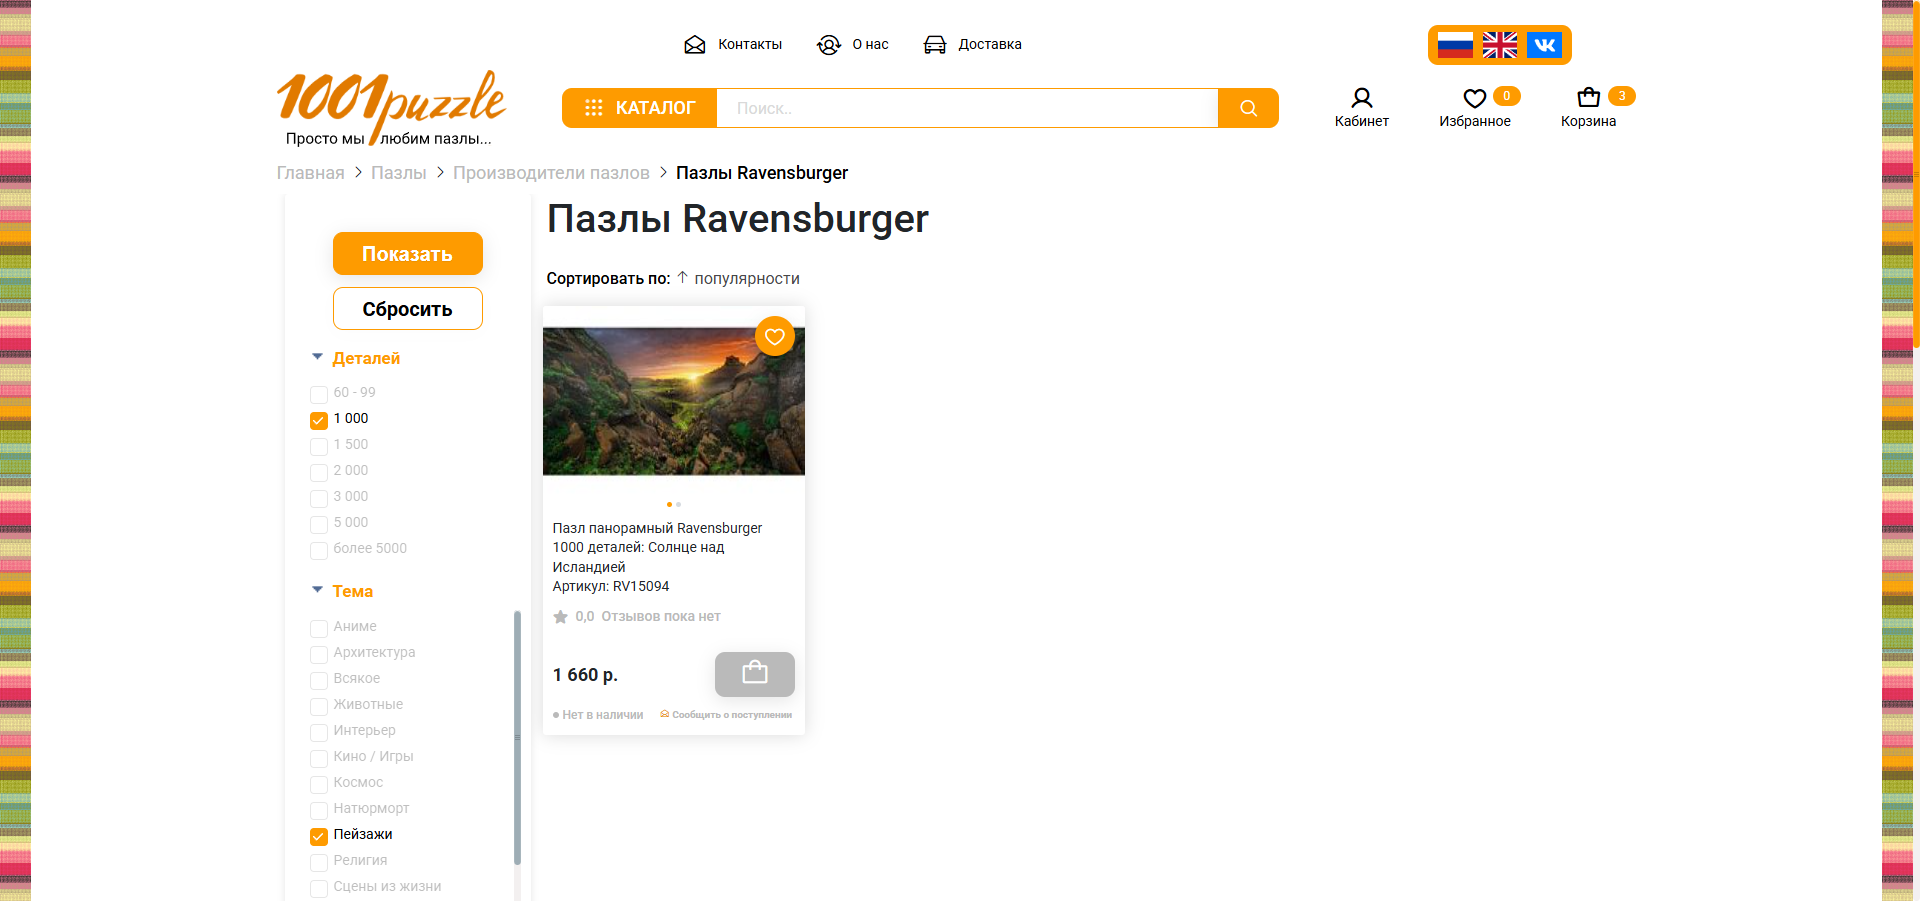 Контакты
О нас
Доставка
1001puzzle
Просто мы любим пазлы...
КАТАЛОГ
Поиск..
0
3
Кабинет
Избранное
Корзина
Главная > Пазлы > Производители пазлов > Пазлы Ravensburger
Показать
Сбросить
Деталей
60 - 99
1 000
1 500
2 000
3 000
5 000
более 5000
Тема
Аниме
Архитектура
Всякое
Животные
Интерьер
Кино / Игры
Космос
Натюрморт
Пейзажи
Религия
Сцены из жизни
Пазлы Ravensburger
Сортировать по: ↑ популярности
Пазл панорамный Ravensburger
1000 деталей: Солнце над
Исландией
Артикул: RV15094
0,0 Отзывов пока нет
1 660 р.
Нет в наличии
Сообщить о поступлении